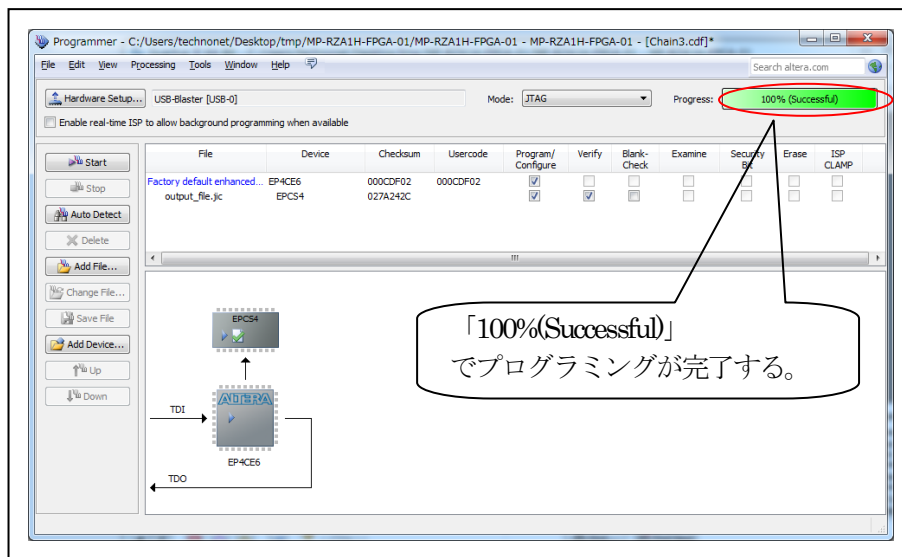 Programmer - C:/Users/technonet/Desktop/tmp/MP-RZA1H-FPGA-01/MP-RZA1H-FPGA-01 - MP-RZA1H-FPGA-01 - [Chain3.cdf]*
File Edit View Processing Tools Window Help
Search altera.com
Hardware Setup... USB-Blaster [USB-0] Mode: JTAG Progress: 100% (Successful)
Enable real-time ISP to allow background programming when available
Start
Stop
Auto Detect
Delete
Add File...
Change File...
Save File
Add Device...
Up
Down
File Device Checksum Usercode Program/ Verify Blank- Examine Security Erase ISP
Configure Check Bit CLAMP
Factory default enhanced... EP4CE6 000CDF02 000CDF02
output_file.jic EPCS4 027A242C
EPCS4
ALTERA
TDI
EP4CE6
TDO
「100%(Successful)」
でプログラミングが完了する。